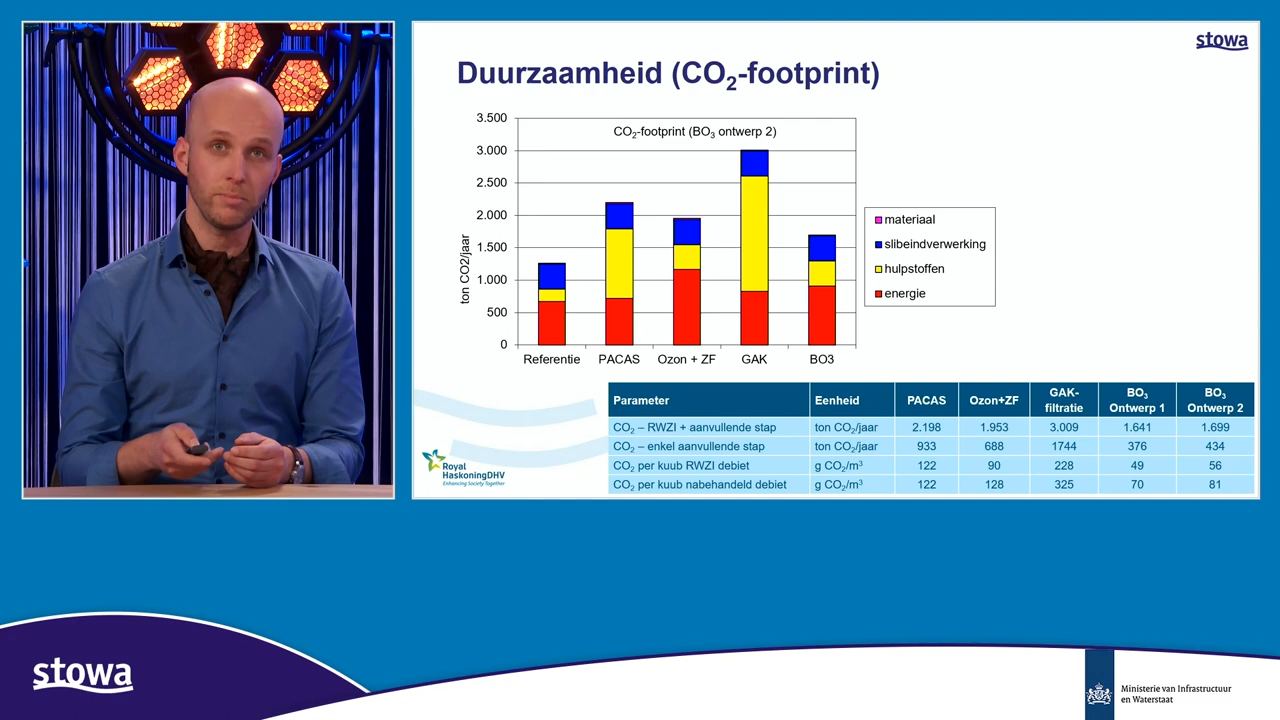 stowa
Duurzaamheid (CO₂-footprint)
CO₂-footprint (BO₃ ontwerp 2)
3.500
3.000
2.500
2.000
1.500
1.000
500
0
ton CO2/jaar
Referentie PACAS Ozon + ZF GAK BO3
materiaal
slibeindverwerking
hulpstoffen
energie
Parameter Eenheid PACAS Ozon+ZF GAK-filtratie BO₃ Ontwerp 1 BO₃ Ontwerp 2
CO₂ – RWZI + aanvullende stap ton CO₂/jaar 2.198 1.953 3.009 1.641 1.699
CO₂ – enkel aanvullende stap ton CO₂/jaar 933 688 1744 376 434
CO₂ per kuub RWZI debiet g CO₂/m³ 122 90 228 49 56
CO₂ per kuub nabehandeld debiet g CO₂/m³ 122 128 325 70 81
Royal
HaskoningDHV
Enhancing Society Together
stowa
Ministerie van Infrastructuur
en Waterstaat